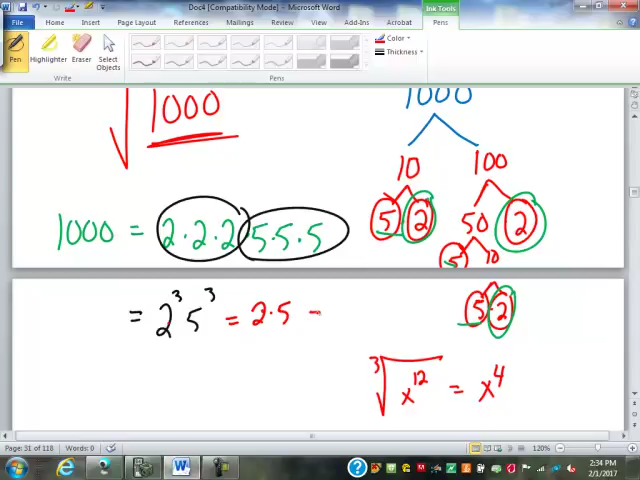 Doc4 [Compatibility Mode] - Microsoft Word
Ink Tools
File Home Insert Page Layout References Mailings Review View Add-Ins Acrobat Pens
Pen Highlighter Eraser Select Objects
Color
Thickness
Write Pens
√1000
1000
10 100
1000 = 2·2·2 5·5·5
5 2 50 2
5 10
= 2³ 5³ = 2·5 -
5 2
³√x¹² = x⁴
Page: 31 of 118 Words: 0 120%
2:34 PM
2/1/2017